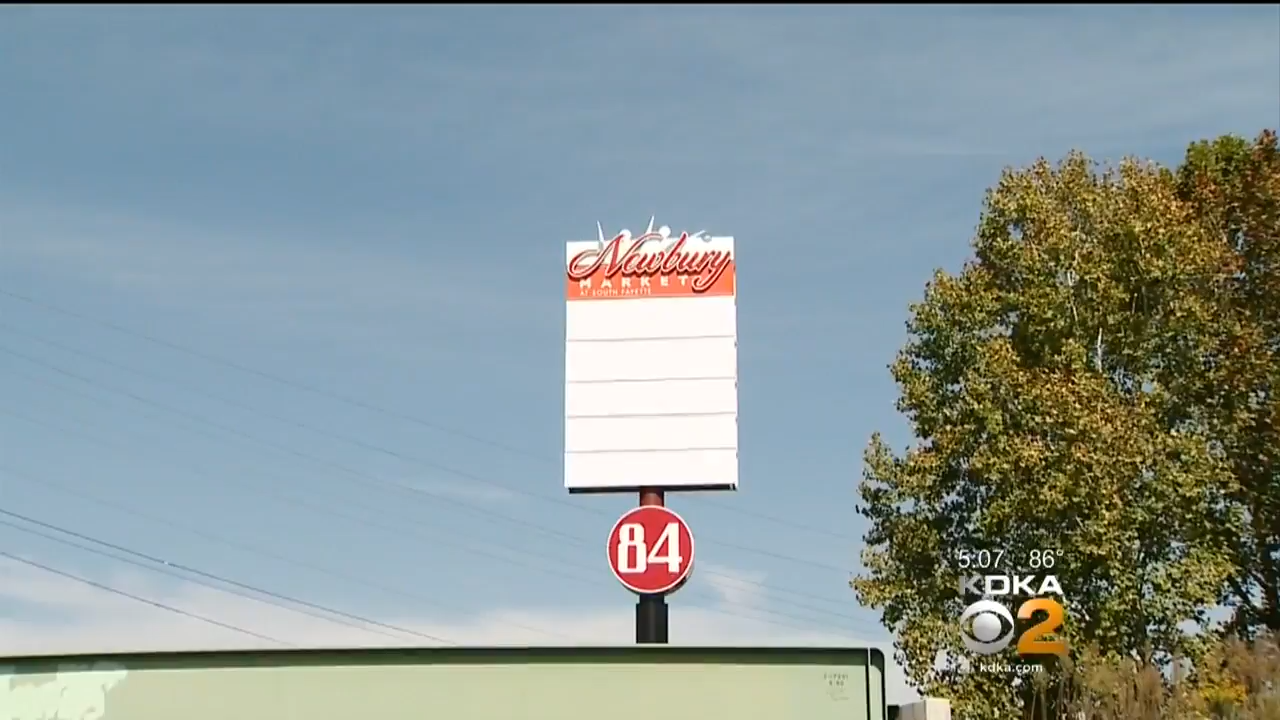 Newbury
MARKET
AT SOUTH FAYETTE
84
5:07 86°
KDKA
2
kdka.com